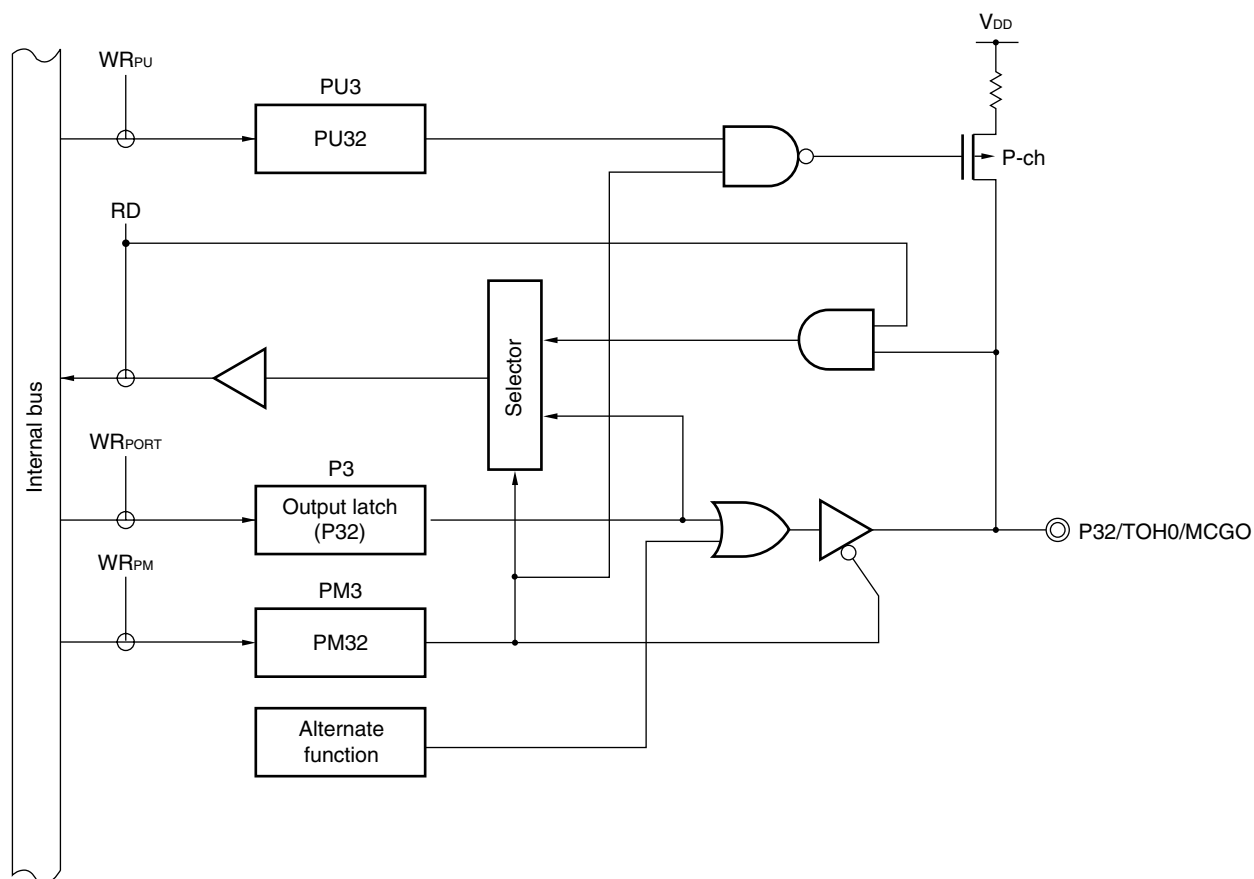 VDD
WRPU
PU3
PU32
P-ch
RD
Selector
Internal bus
WRPORT
P3
Output latch
(P32)
P32/TOH0/MCGO
WRPM
PM3
PM32
Alternate
function